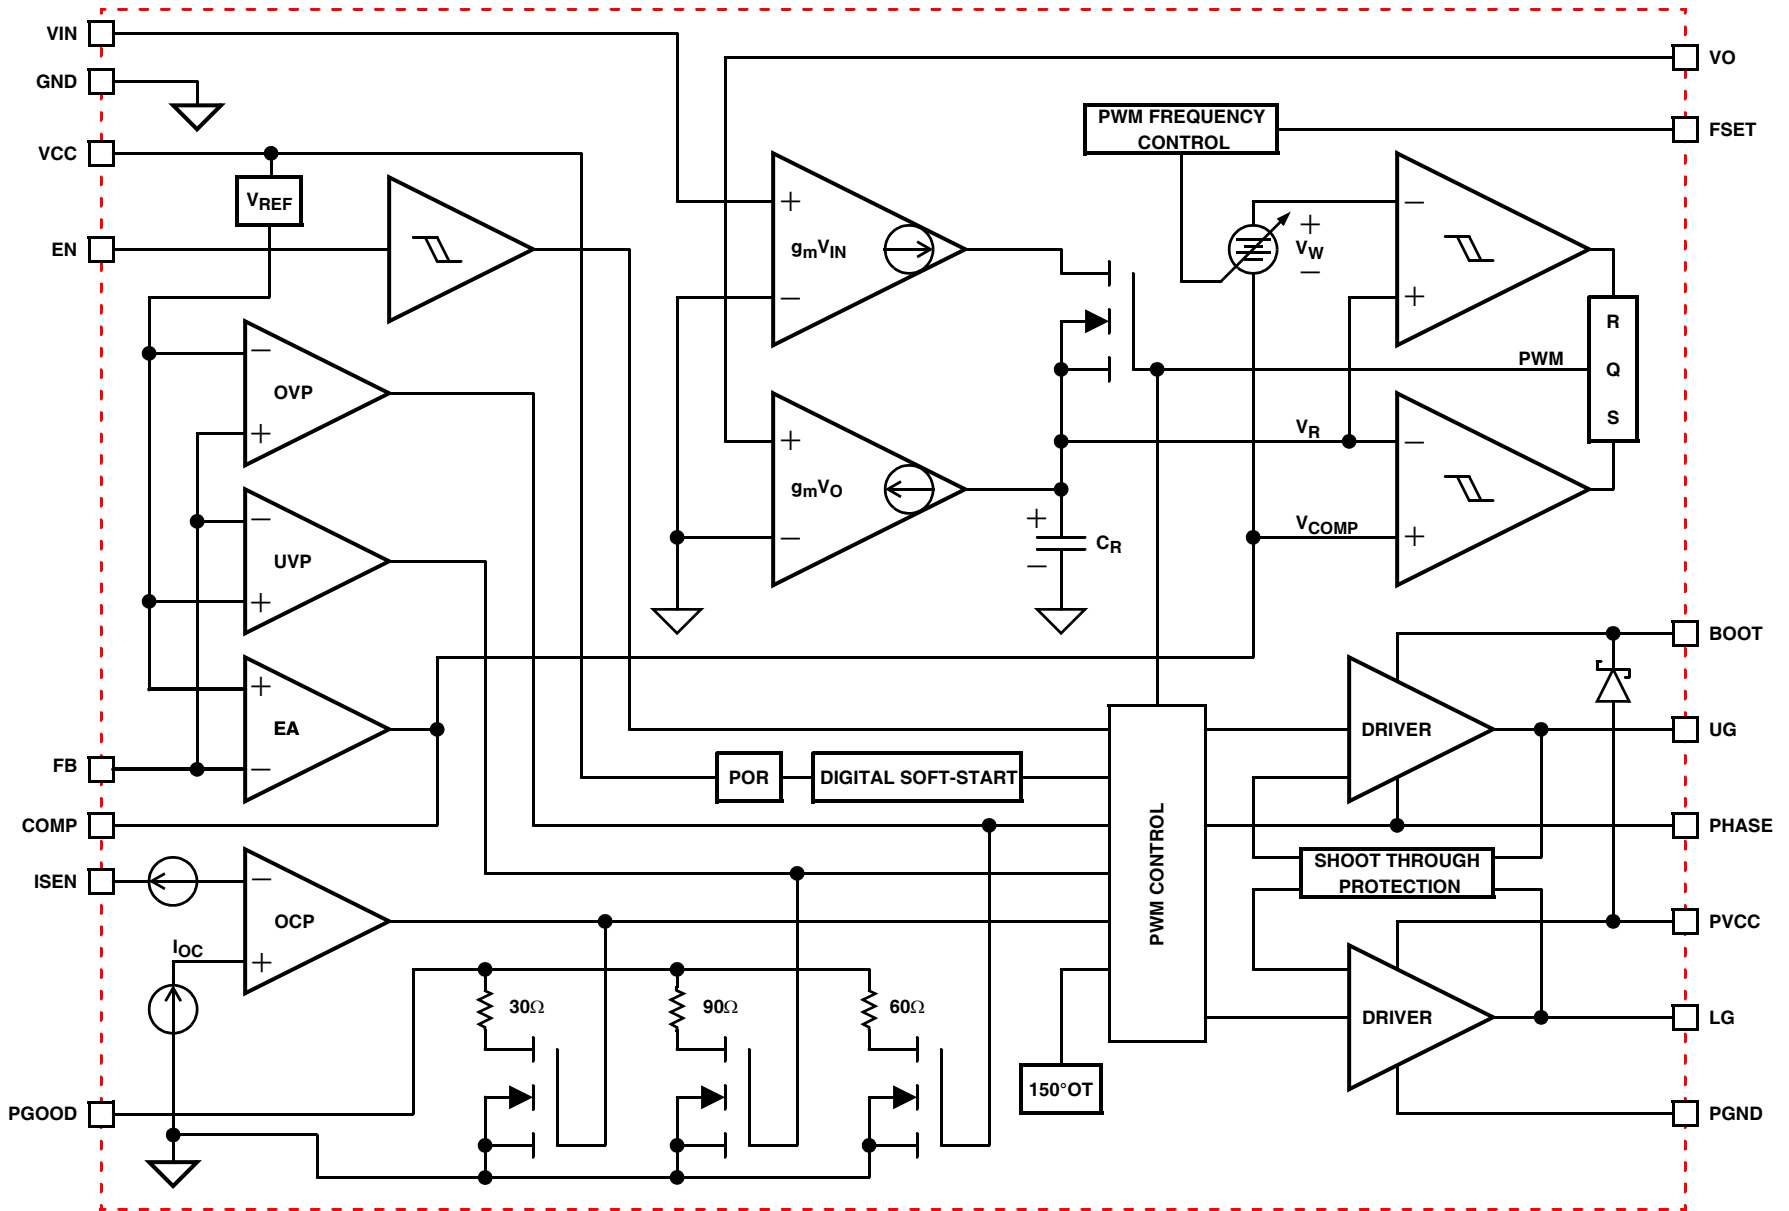 VIN
GND
VCC
EN
FB
COMP
ISEN
PGOOD
VO
FSET
BOOT
UG
PHASE
PVCC
LG
PGND
VREF
PWM FREQUENCY
CONTROL
+
gmVIN
−
+
gmVO
−
+
CR
−
+
VW
−
−
+
−
+
R
Q
S
PWM
VR
VCOMP
−
OVP
+
−
UVP
+
+
EA
−
−
OCP
+
IOC
POR
DIGITAL SOFT-START
PWM CONTROL
150°OT
30Ω
90Ω
60Ω
DRIVER
SHOOT THROUGH
PROTECTION
DRIVER